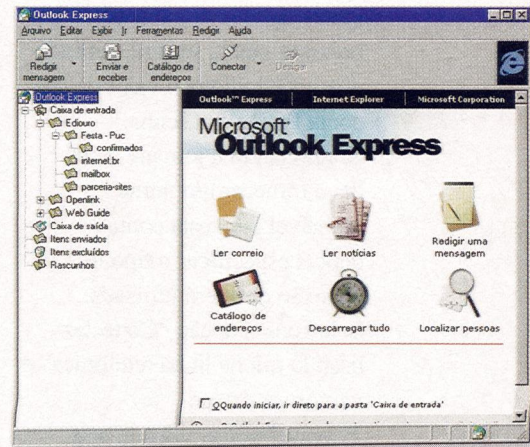 Outlook Express
Arquivo Editar Exibir Ir Ferramentas Redigir Ajuda
Redigir mensagem
Enviar e receber
Catálogo de endereços
Conectar
Desligar
Outlook Express
Caixa de entrada
Ediouro
Festa - Puc
confirmados
internet.br
mailbox
parceria-sites
Openlink
Web Guide
Caixa de saída
Itens enviados
Itens excluídos
Rascunhos
Outlook™ Express Internet Explorer Microsoft Corporation
Microsoft
Outlook Express
Ler correio
Ler notícias
Redigir uma mensagem
Catálogo de endereços
Descarregar tudo
Localizar pessoas
QQuando iniciar, ir direto para a pasta 'Caixa de entrada'